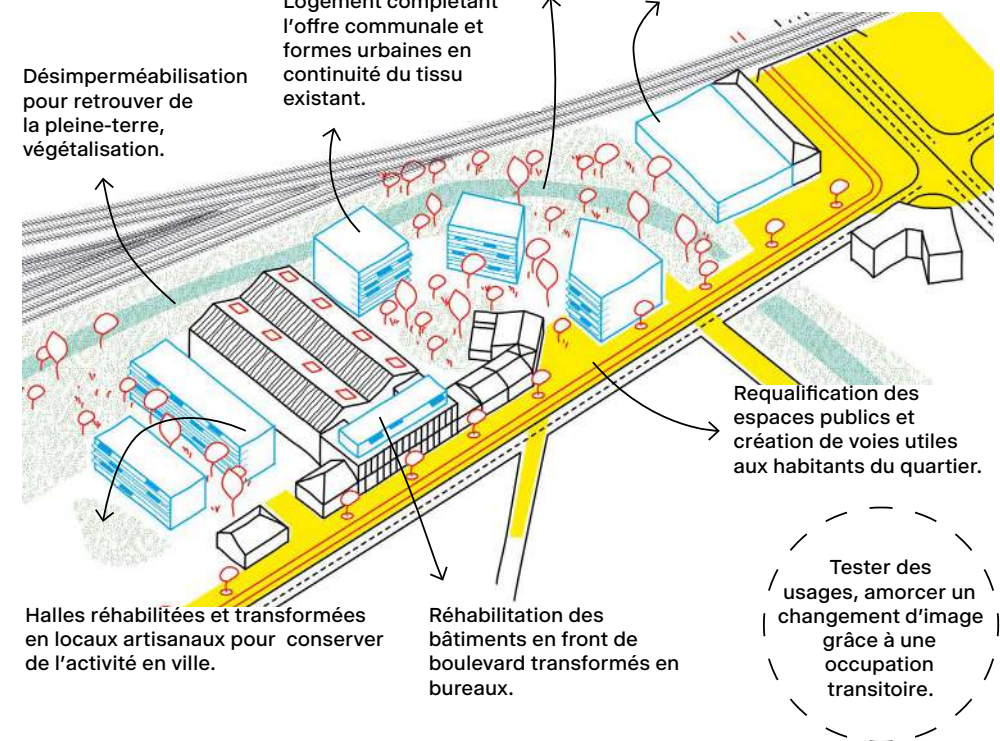 Logement complétant
l’offre communale et
formes urbaines en
continuité du tissu
existant.
Désimperméabilisation
pour retrouver de
la pleine-terre,
végétalisation.
Requalification des
espaces publics et
création de voies utiles
aux habitants du quartier.
Tester des
usages, amorcer un
changement d’image
grâce à une
occupation
transitoire.
Halles réhabilitées et transformées
en locaux artisanaux pour conserver
de l’activité en ville.
Réhabilitation des
bâtiments en front de
boulevard transformés en
bureaux.